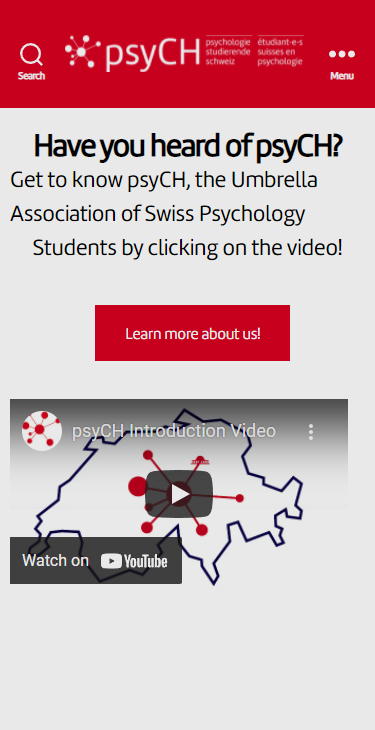 Search
psyCH
psychologie
studierende
schweiz
étudiant-e-s
suisses en
psychologie
Menu
Have you heard of psyCH?
Get to know psyCH, the Umbrella
Association of Swiss Psychology
Students by clicking on the video!
Learn more about us!
psyCH Introduction Video
Watch on YouTube